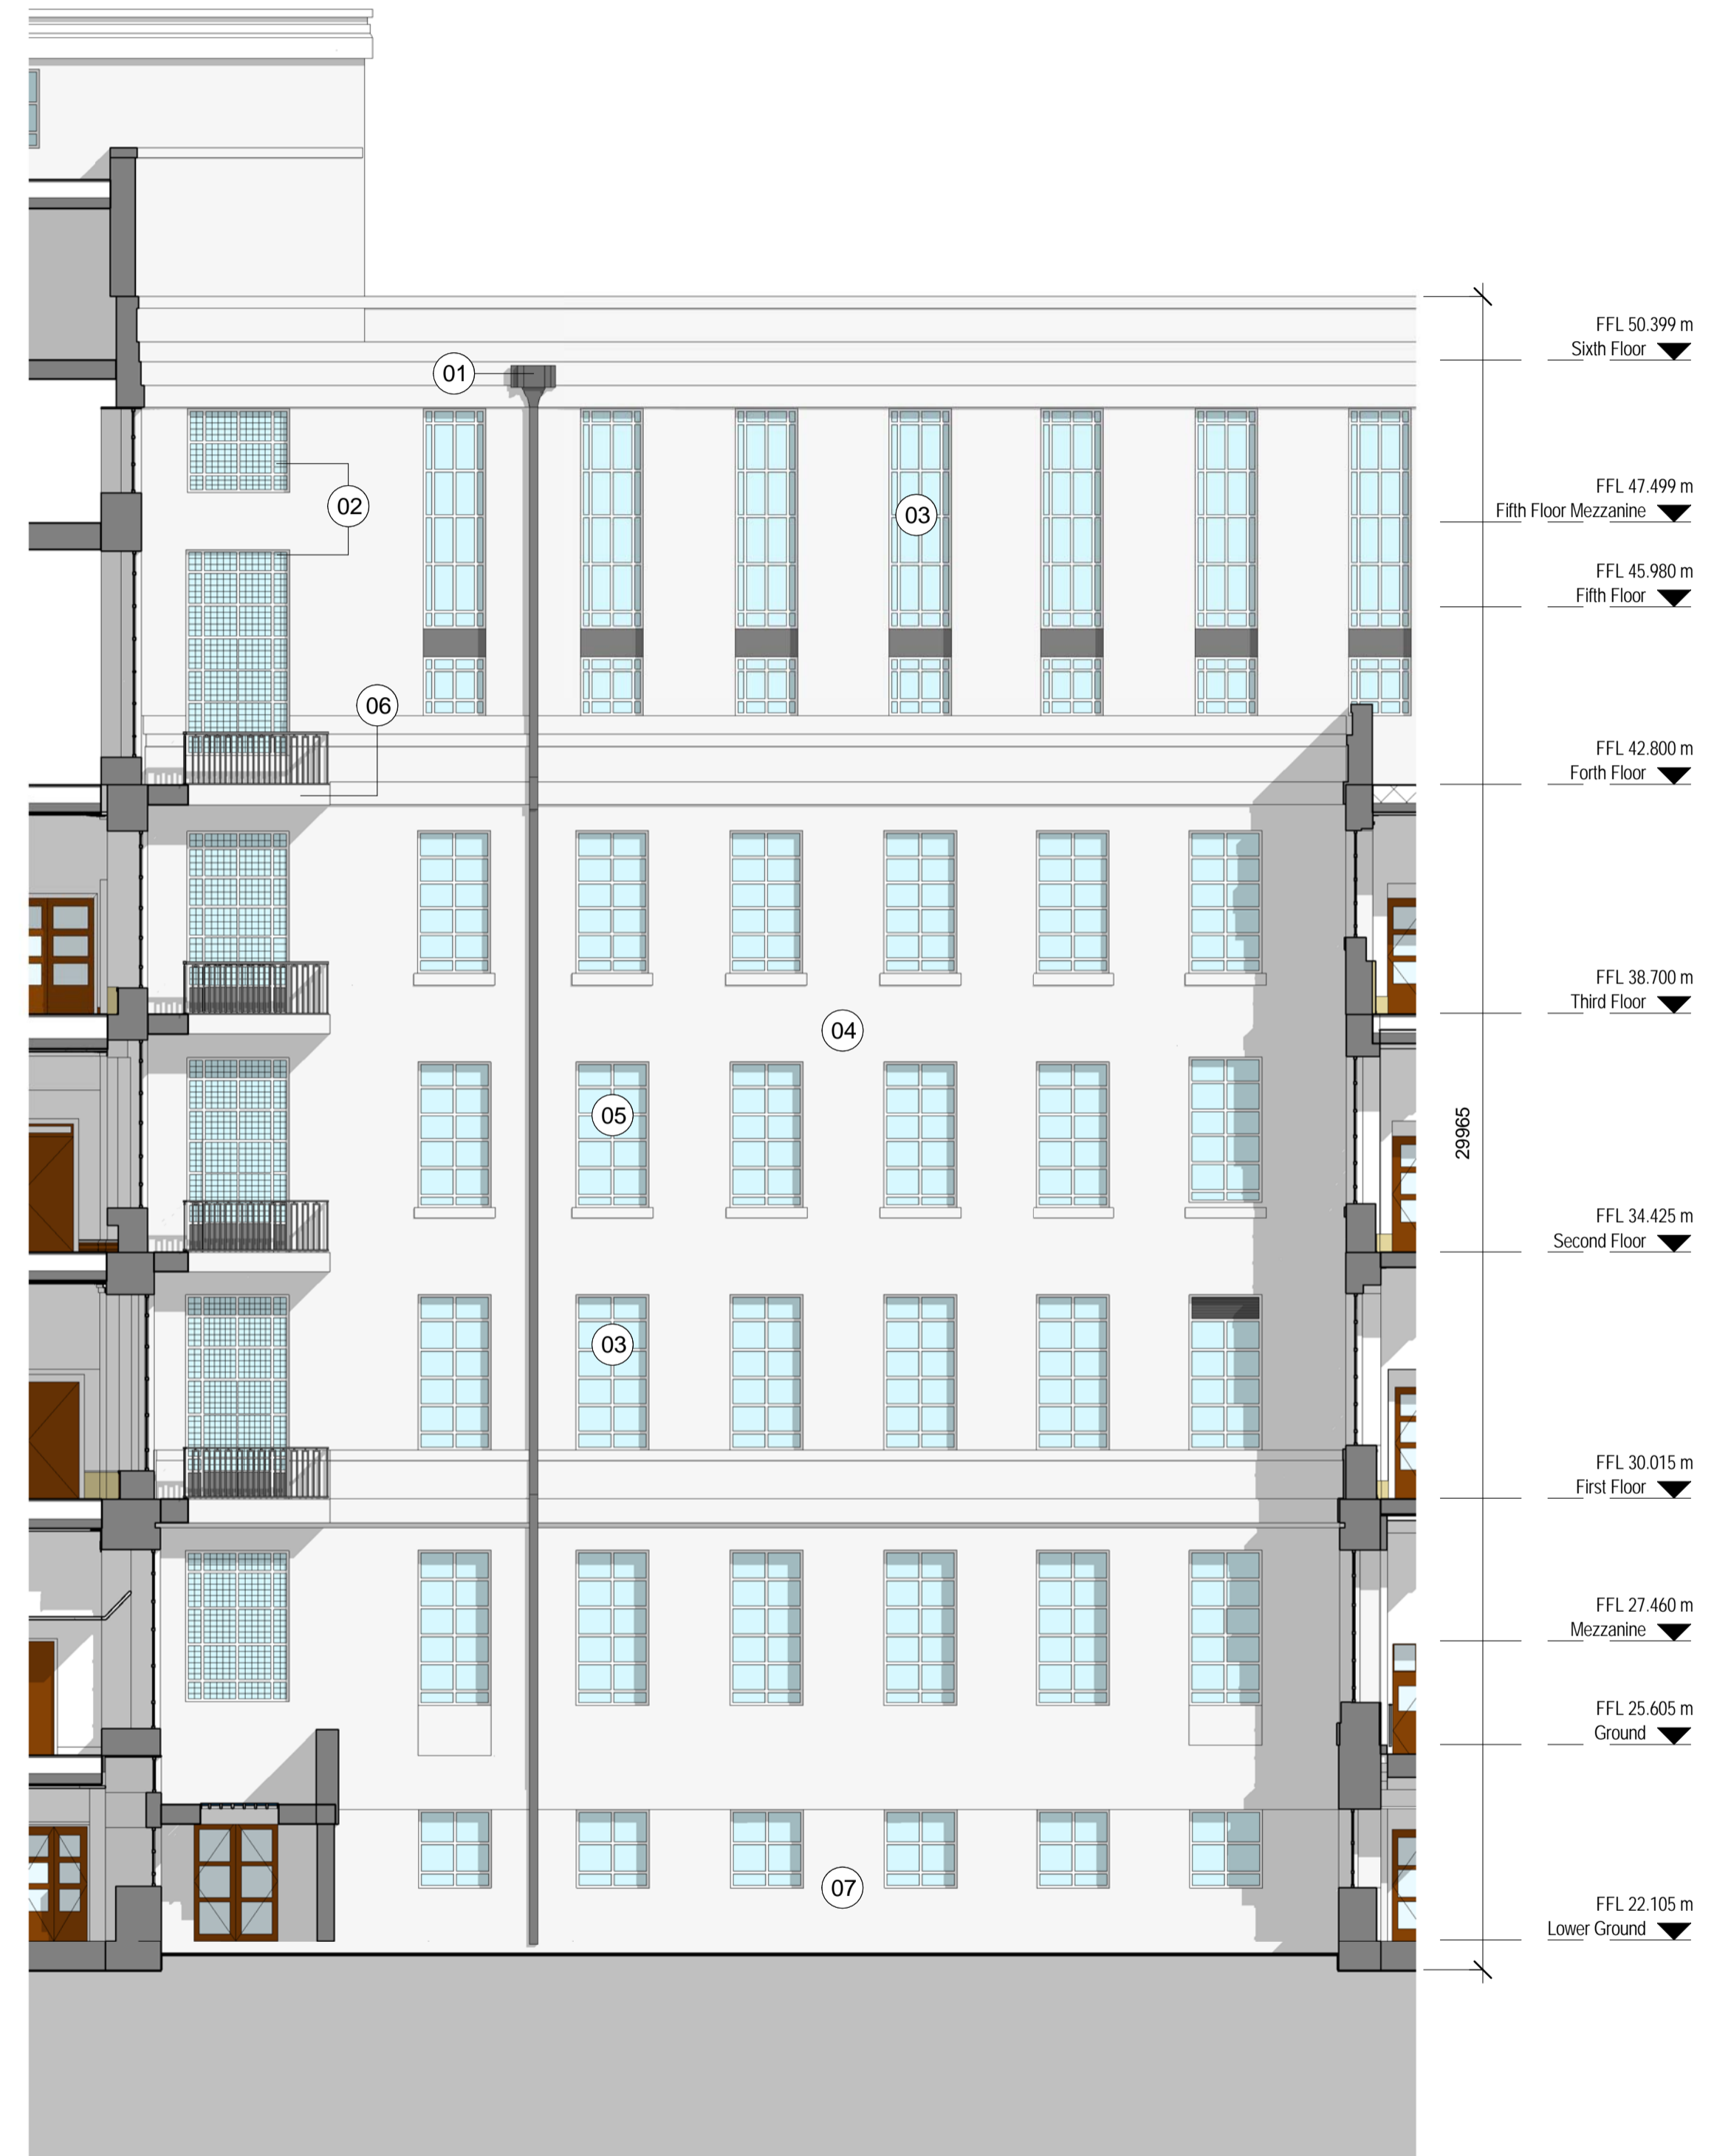 FFL 50.399 m
Sixth Floor
01
FFL 47.499 m
02
03
Fifth Floor Mezzanine
FFL 45.980 m
Fifth Floor
06
FFL 42.800 m
Forth Floor
FFL 38.700 m
Third Floor
04
05
29965
FFL 34.425 m
Second Floor
03
FFL 30.015 m
First Floor
FFL 27.460 m
Mezzanine
FFL 25.605 m
Ground
07
FFL 22.105 m
Lower Ground